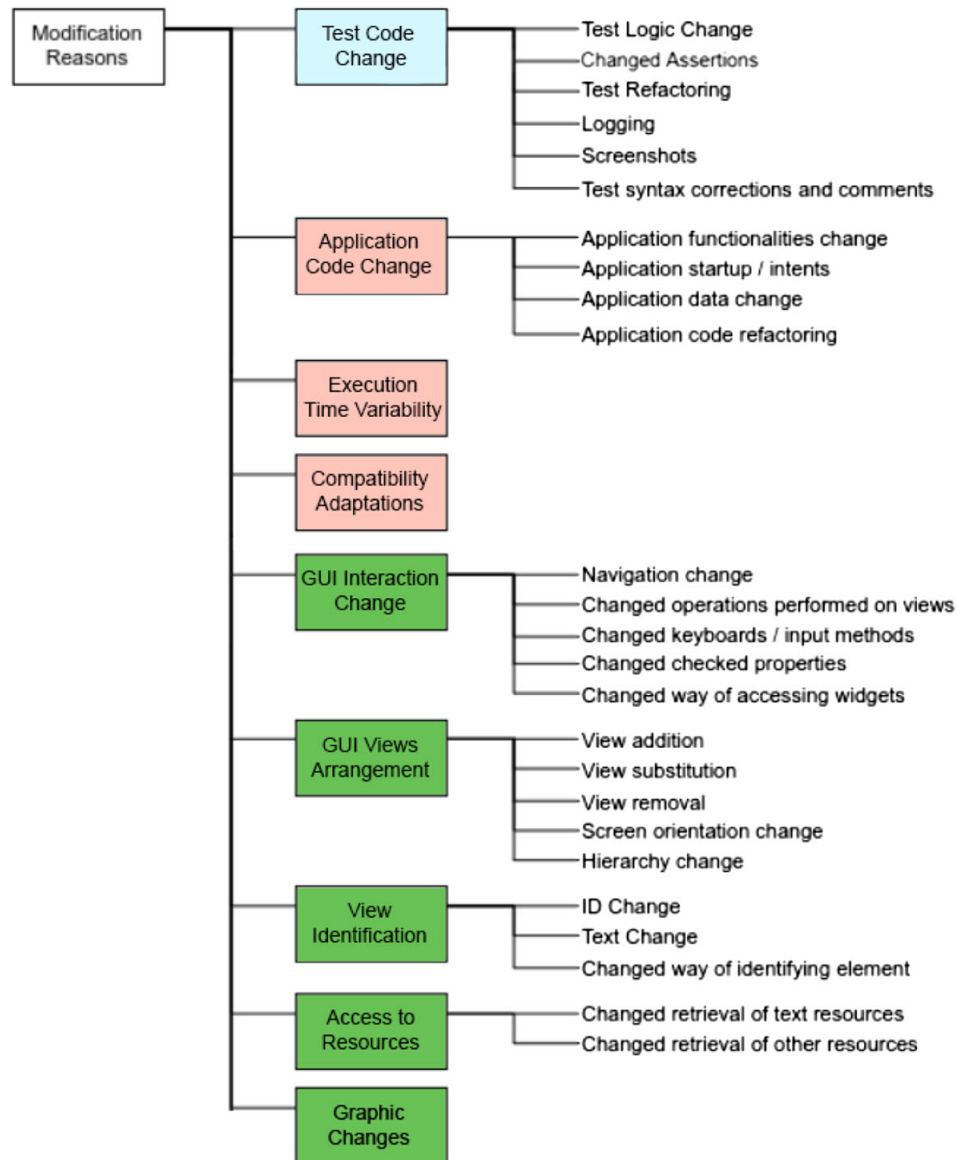 Modification
Reasons
Test Code
Change
Test Logic Change
Changed Assertions
Test Refactoring
Logging
Screenshots
Test syntax corrections and comments
Application
Code Change
Application functionalities change
Application startup / intents
Application data change
Application code refactoring
Execution
Time Variability
Compatibility
Adaptations
GUI Interaction
Change
Navigation change
Changed operations performed on views
Changed keyboards / input methods
Changed checked properties
Changed way of accessing widgets
GUI Views
Arrangement
View addition
View substitution
View removal
Screen orientation change
Hierarchy change
View
Identification
ID Change
Text Change
Changed way of identifying element
Access to
Resources
Changed retrieval of text resources
Changed retrieval of other resources
Graphic
Changes